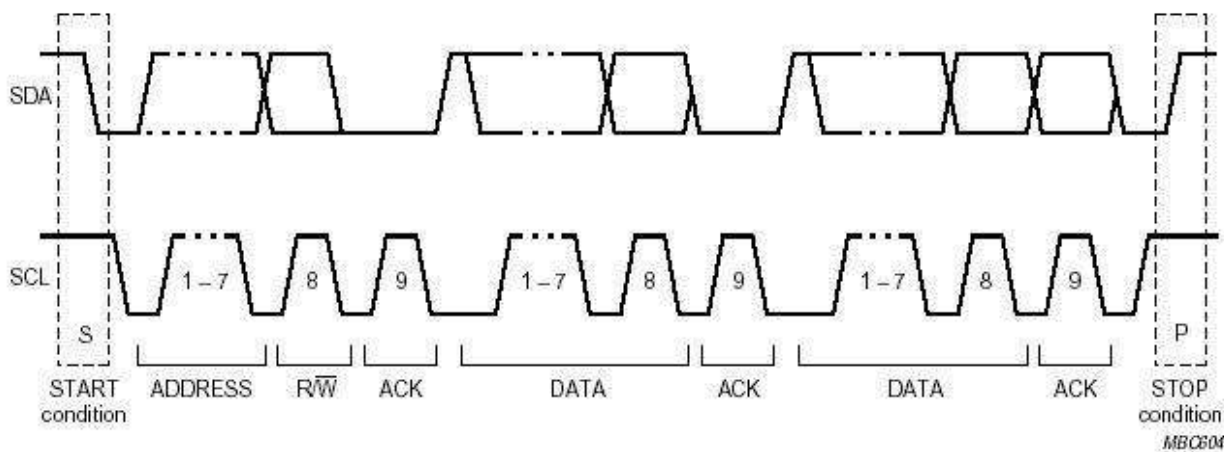 SDA
SCL
1 – 7
8
9
1 – 7
8
9
1 – 7
8
9
S
P
START
condition
ADDRESS
R/W̅
ACK
DATA
ACK
DATA
ACK
STOP
condition
MBC604